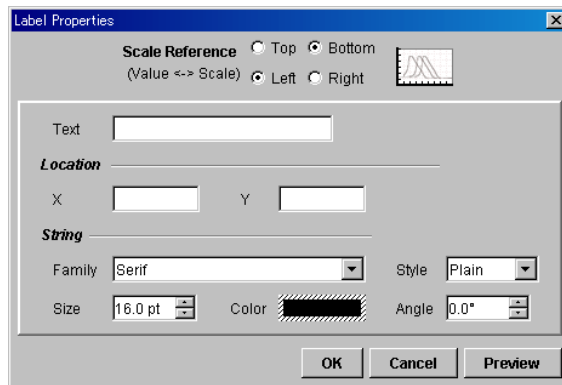 Label Properties
Scale Reference Top Bottom
(Value <-> Scale) Left Right
Text
Location
X Y
String
Family Serif Style Plain
Size 16.0 pt Color Angle 0.0°
OK Cancel Preview